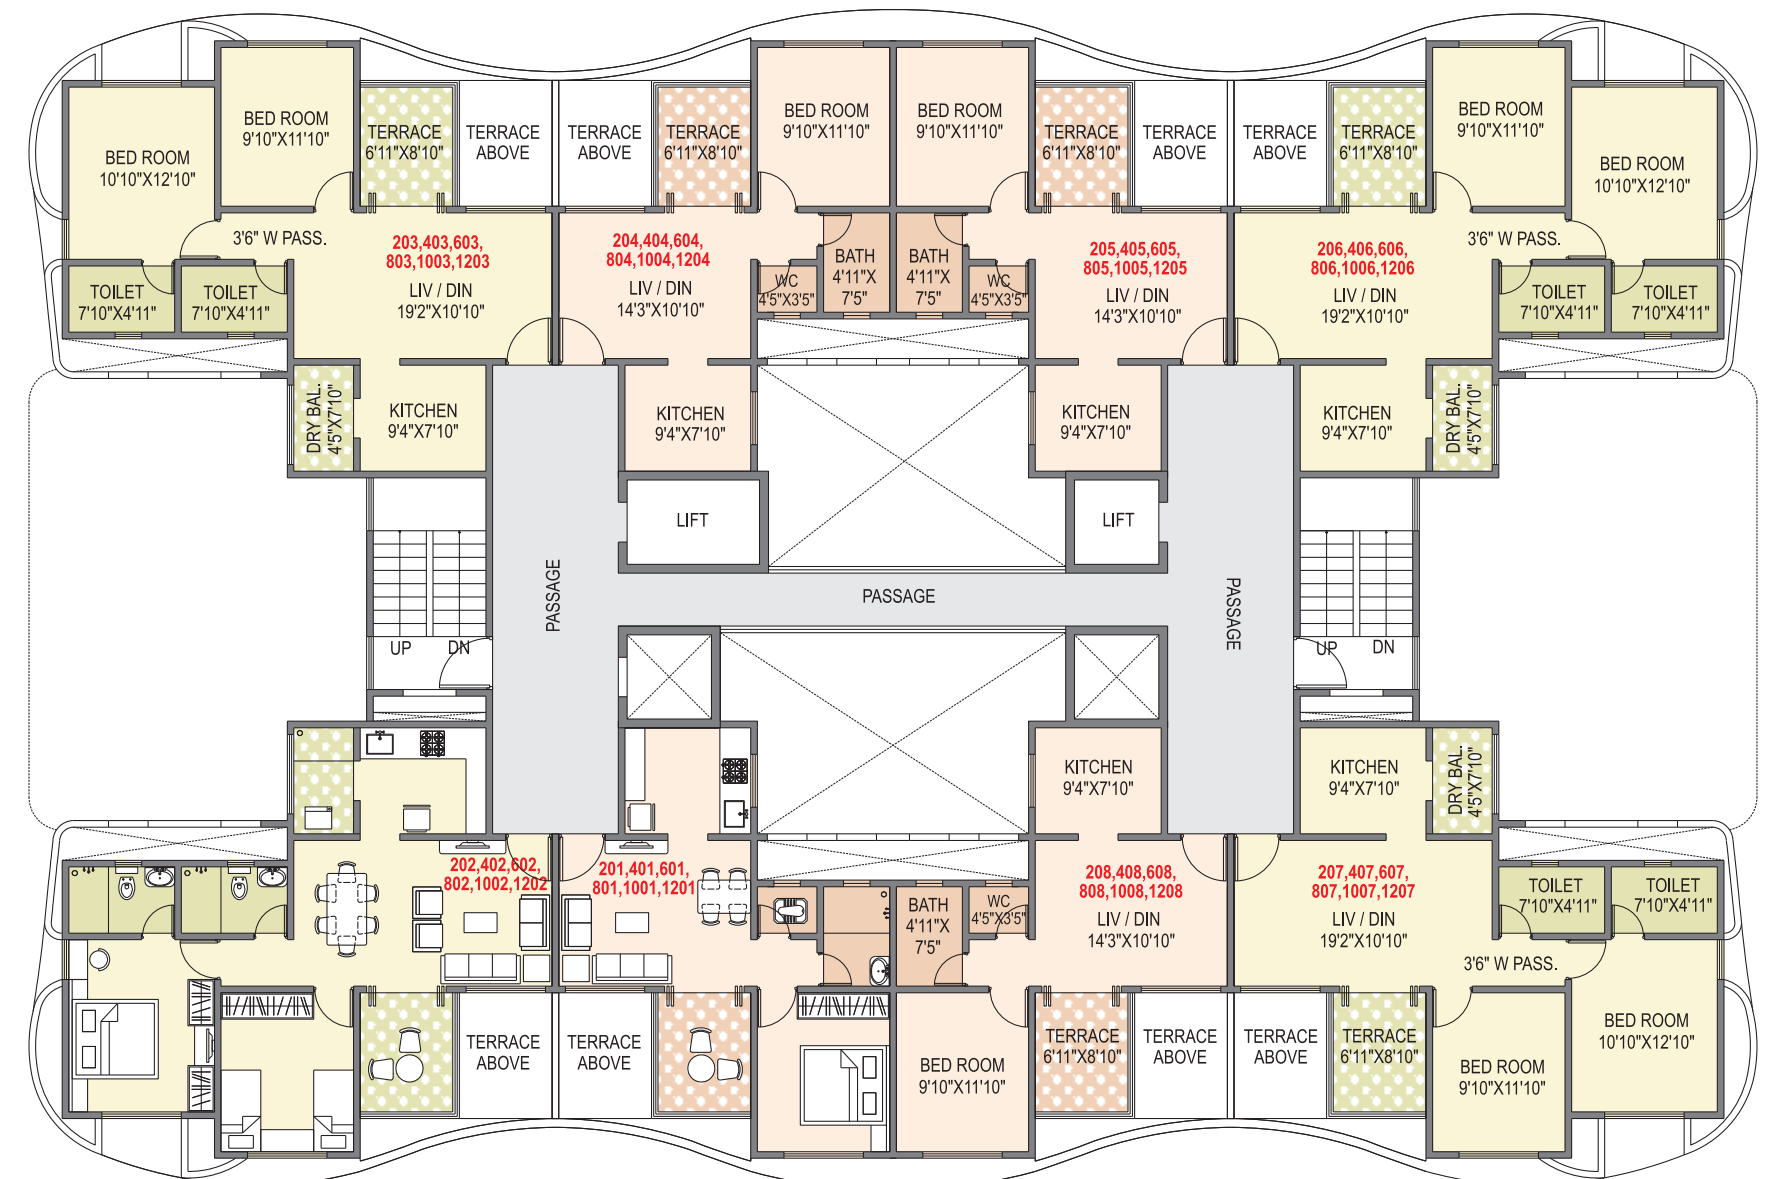 BED ROOM
9'10"X11'10"
BED ROOM
10'10"X12'10"
TERRACE
6'11"X8'10"
TERRACE
ABOVE
TERRACE
ABOVE
TERRACE
6'11"X8'10"
BED ROOM
9'10"X11'10"
BED ROOM
9'10"X11'10"
TERRACE
6'11"X8'10"
TERRACE
ABOVE
TERRACE
ABOVE
TERRACE
6'11"X8'10"
BED ROOM
9'10"X11'10"
BED ROOM
10'10"X12'10"
3'6" W PASS.
203,403,603,
803,1003,1203
LIV / DIN
19'2"X10'10"
204,404,604,
804,1004,1204
LIV / DIN
14'3"X10'10"
BATH
4'11"X
7'5"
WC
4'5"X3'5"
BATH
4'11"X
7'5"
WC
4'5"X3'5"
205,405,605,
805,1005,1205
LIV / DIN
14'3"X10'10"
206,406,606,
806,1006,1206
LIV / DIN
19'2"X10'10"
3'6" W PASS.
TOILET
7'10"X4'11"
TOILET
7'10"X4'11"
TOILET
7'10"X4'11"
TOILET
7'10"X4'11"
DRY BAL.
4'5"X7'10"
KITCHEN
9'4"X7'10"
KITCHEN
9'4"X7'10"
KITCHEN
9'4"X7'10"
KITCHEN
9'4"X7'10"
DRY BAL.
4'5"X7'10"
LIFT
LIFT
PASSAGE
PASSAGE
PASSAGE
UP
DN
UP
DN
KITCHEN
9'4"X7'10"
KITCHEN
9'4"X7'10"
DRY BAL.
4'5"X7'10"
202,402,602,
802,1002,1202
201,401,601,
801,1001,1201
BATH
4'11"X
7'5"
WC
4'5"X3'5"
208,408,608,
808,1008,1208
LIV / DIN
14'3"X10'10"
207,407,607,
807,1007,1207
LIV / DIN
19'2"X10'10"
TOILET
7'10"X4'11"
TOILET
7'10"X4'11"
3'6" W PASS.
TERRACE
ABOVE
TERRACE
ABOVE
BED ROOM
9'10"X11'10"
TERRACE
6'11"X8'10"
TERRACE
ABOVE
TERRACE
ABOVE
TERRACE
6'11"X8'10"
BED ROOM
9'10"X11'10"
BED ROOM
10'10"X12'10"